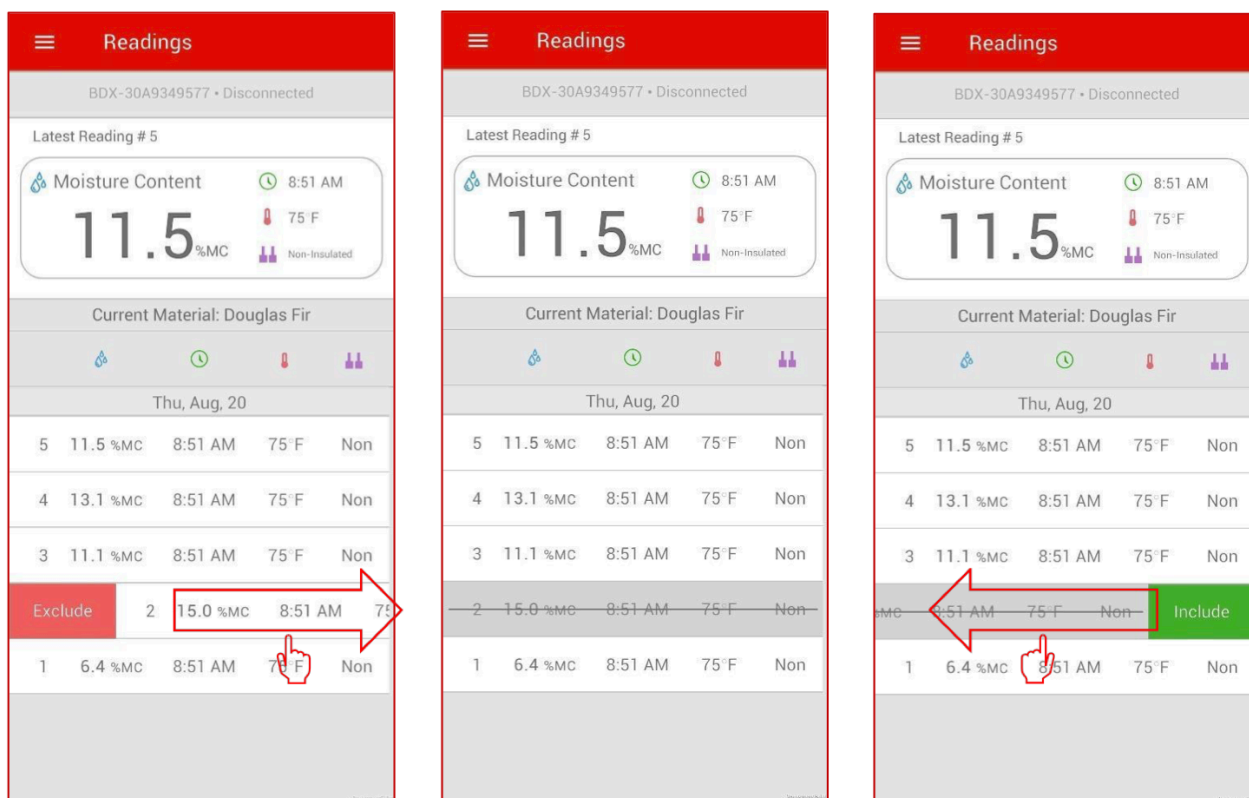 Readings
BDX-30A9349577 • Disconnected
Latest Reading # 5
Moisture Content
8:51 AM
11.5 %MC
75°F
Non-Insulated
Current Material: Douglas Fir
Thu, Aug, 20
5 11.5 %MC 8:51 AM 75°F Non
4 13.1 %MC 8:51 AM 75°F Non
3 11.1 %MC 8:51 AM 75°F Non
Exclude 2 15.0 %MC 8:51 AM 75
1 6.4 %MC 8:51 AM 75°F Non
Readings
BDX-30A9349577 • Disconnected
Latest Reading # 5
Moisture Content
8:51 AM
11.5 %MC
75°F
Non-Insulated
Current Material: Douglas Fir
Thu, Aug, 20
5 11.5 %MC 8:51 AM 75°F Non
4 13.1 %MC 8:51 AM 75°F Non
3 11.1 %MC 8:51 AM 75°F Non
2 15.0 %MC 8:51 AM 75°F Non
1 6.4 %MC 8:51 AM 75°F Non
Readings
BDX-30A9349577 • Disconnected
Latest Reading # 5
Moisture Content
8:51 AM
11.5 %MC
75°F
Non-Insulated
Current Material: Douglas Fir
Thu, Aug, 20
5 11.5 %MC 8:51 AM 75°F Non
4 13.1 %MC 8:51 AM 75°F Non
3 11.1 %MC 8:51 AM 75°F Non
%MC 8:51 AM 75°F Non Include
1 6.4 %MC 8:51 AM 75°F Non